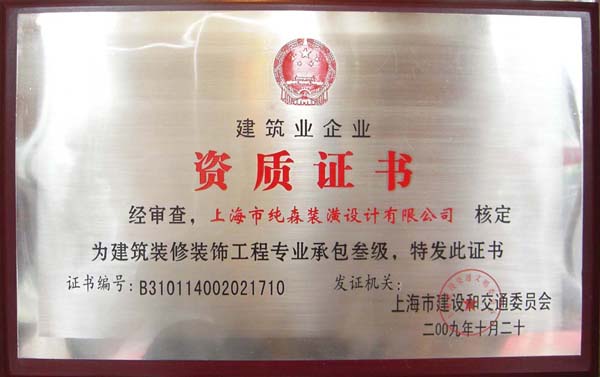 建筑业企业
资质证书
经审查，上海市纯森装潢设计有限公司 核定
为建筑装修装饰工程专业承包叁级，特发此证书
证书编号：B310114002021710 发证机关：
上海市建设和交通委员会
二00九年十月二十